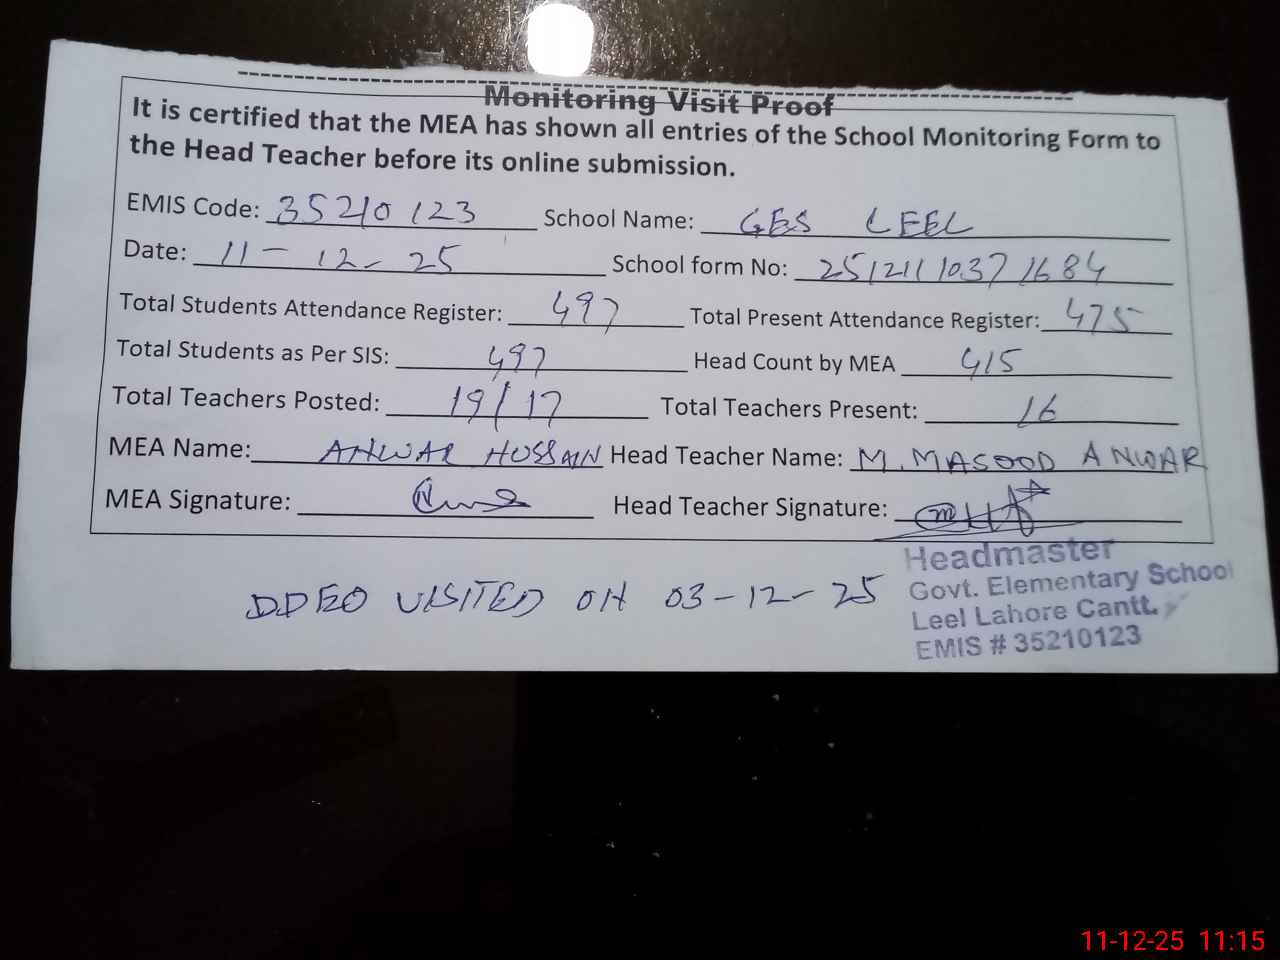 Monitoring Visit Proof
It is certified that the MEA has shown all entries of the School Monitoring Form to
the Head Teacher before its online submission.
EMIS Code: 35210123 School Name: GES LEEL
Date: 11-12-25 School form No: 2512111037 1684
Total Students Attendance Register: 497 Total Present Attendance Register: 475
Total Students as Per SIS: 497 Head Count by MEA 415
Total Teachers Posted: 19/17 Total Teachers Present: 16
MEA Name: ANWAR HUSSAIN Head Teacher Name: M. MASOOD ANWAR
MEA Signature: Head Teacher Signature:
Headmaster
Govt. Elementary School
Leel Lahore Cantt.
EMIS # 35210123
DDEO VISITED ON 03-12-25
11-12-25 11:15